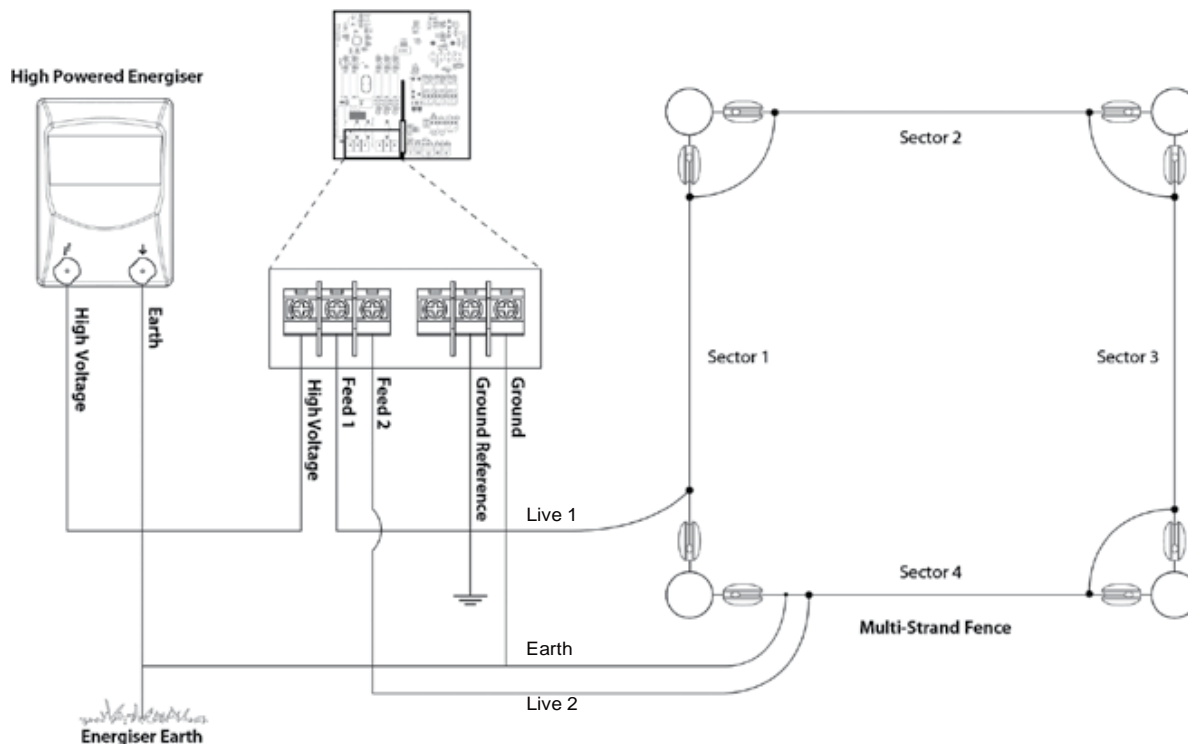 High Powered Energiser
Sector 2
High Voltage
Earth
High Voltage
Feed 1
Feed 2
Ground Reference
Ground
Sector 1
Sector 3
Live 1
Sector 4
Multi-Strand Fence
Earth
Live 2
Energiser Earth